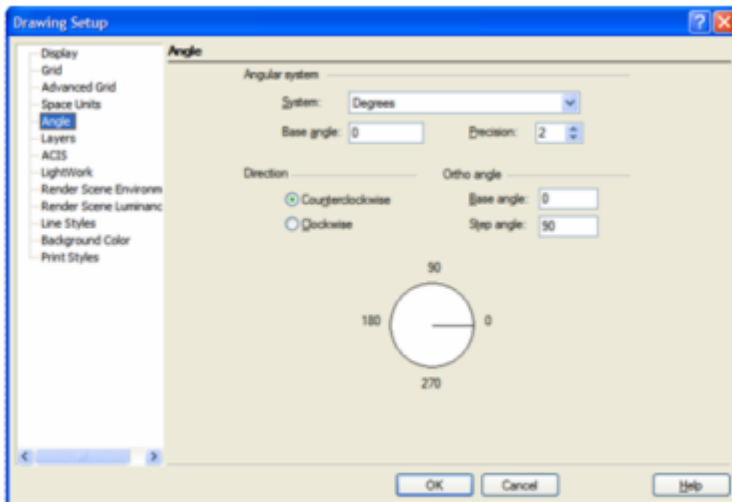 Drawing Setup
Display
Grid
Advanced Grid
Space Units
Angle
Layers
ACIS
LightWork
Render Scene Environm
Render Scene Luminanc
Line Styles
Background Color
Print Styles
Angle
Angular system
System: Degrees
Base angle: 0 Precision: 2
Direction Ortho angle
Counterclockwise Base angle: 0
Clockwise Step angle: 90
90
180 0
270
OK Cancel Help